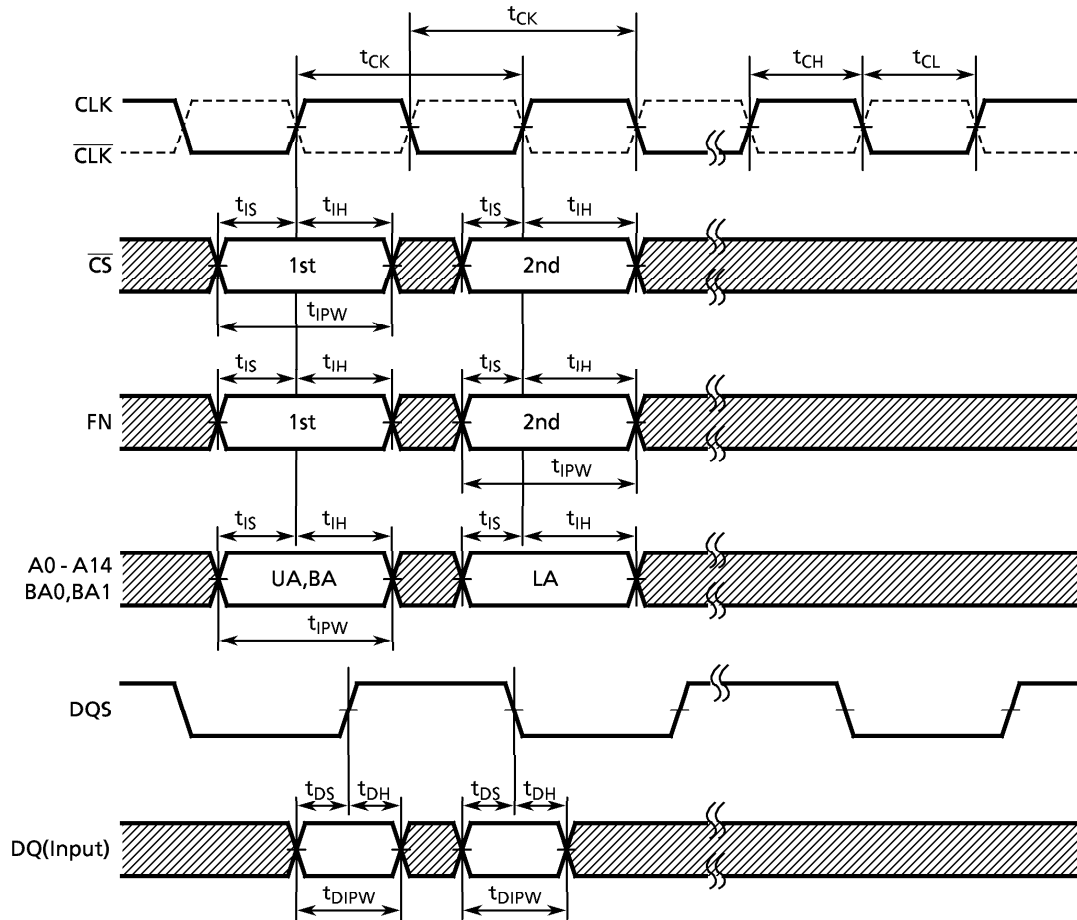 tCK
tCK tCH tCL
CLK
CLK
tIS tIH tIS tIH
CS 1st 2nd
tIPW
tIS tIH tIS tIH
FN 1st 2nd
tIPW
tIS tIH tIS tIH
A0 - A14
BA0,BA1
UA,BA LA
tIPW
DQS
tDS tDH tDS tDH
DQ(Input)
tDIPW tDIPW